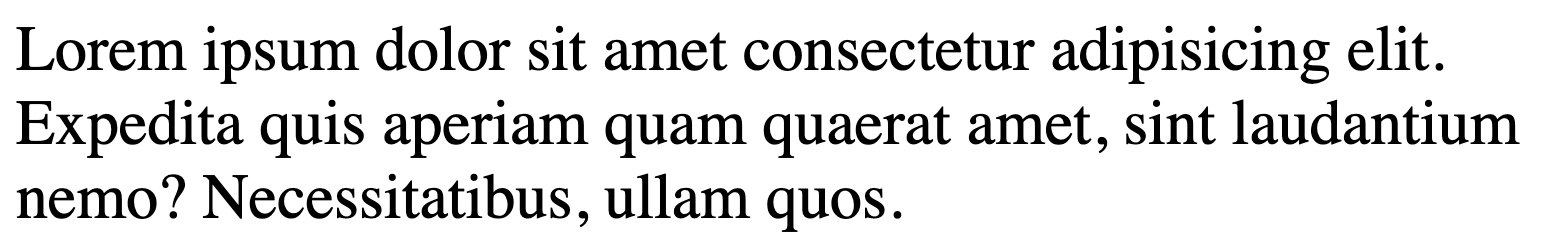 Lorem ipsum dolor sit amet consectetur adipisicing elit.
Expedita quis aperiam quam quaerat amet, sint laudantium
nemo? Necessitatibus, ullam quos.